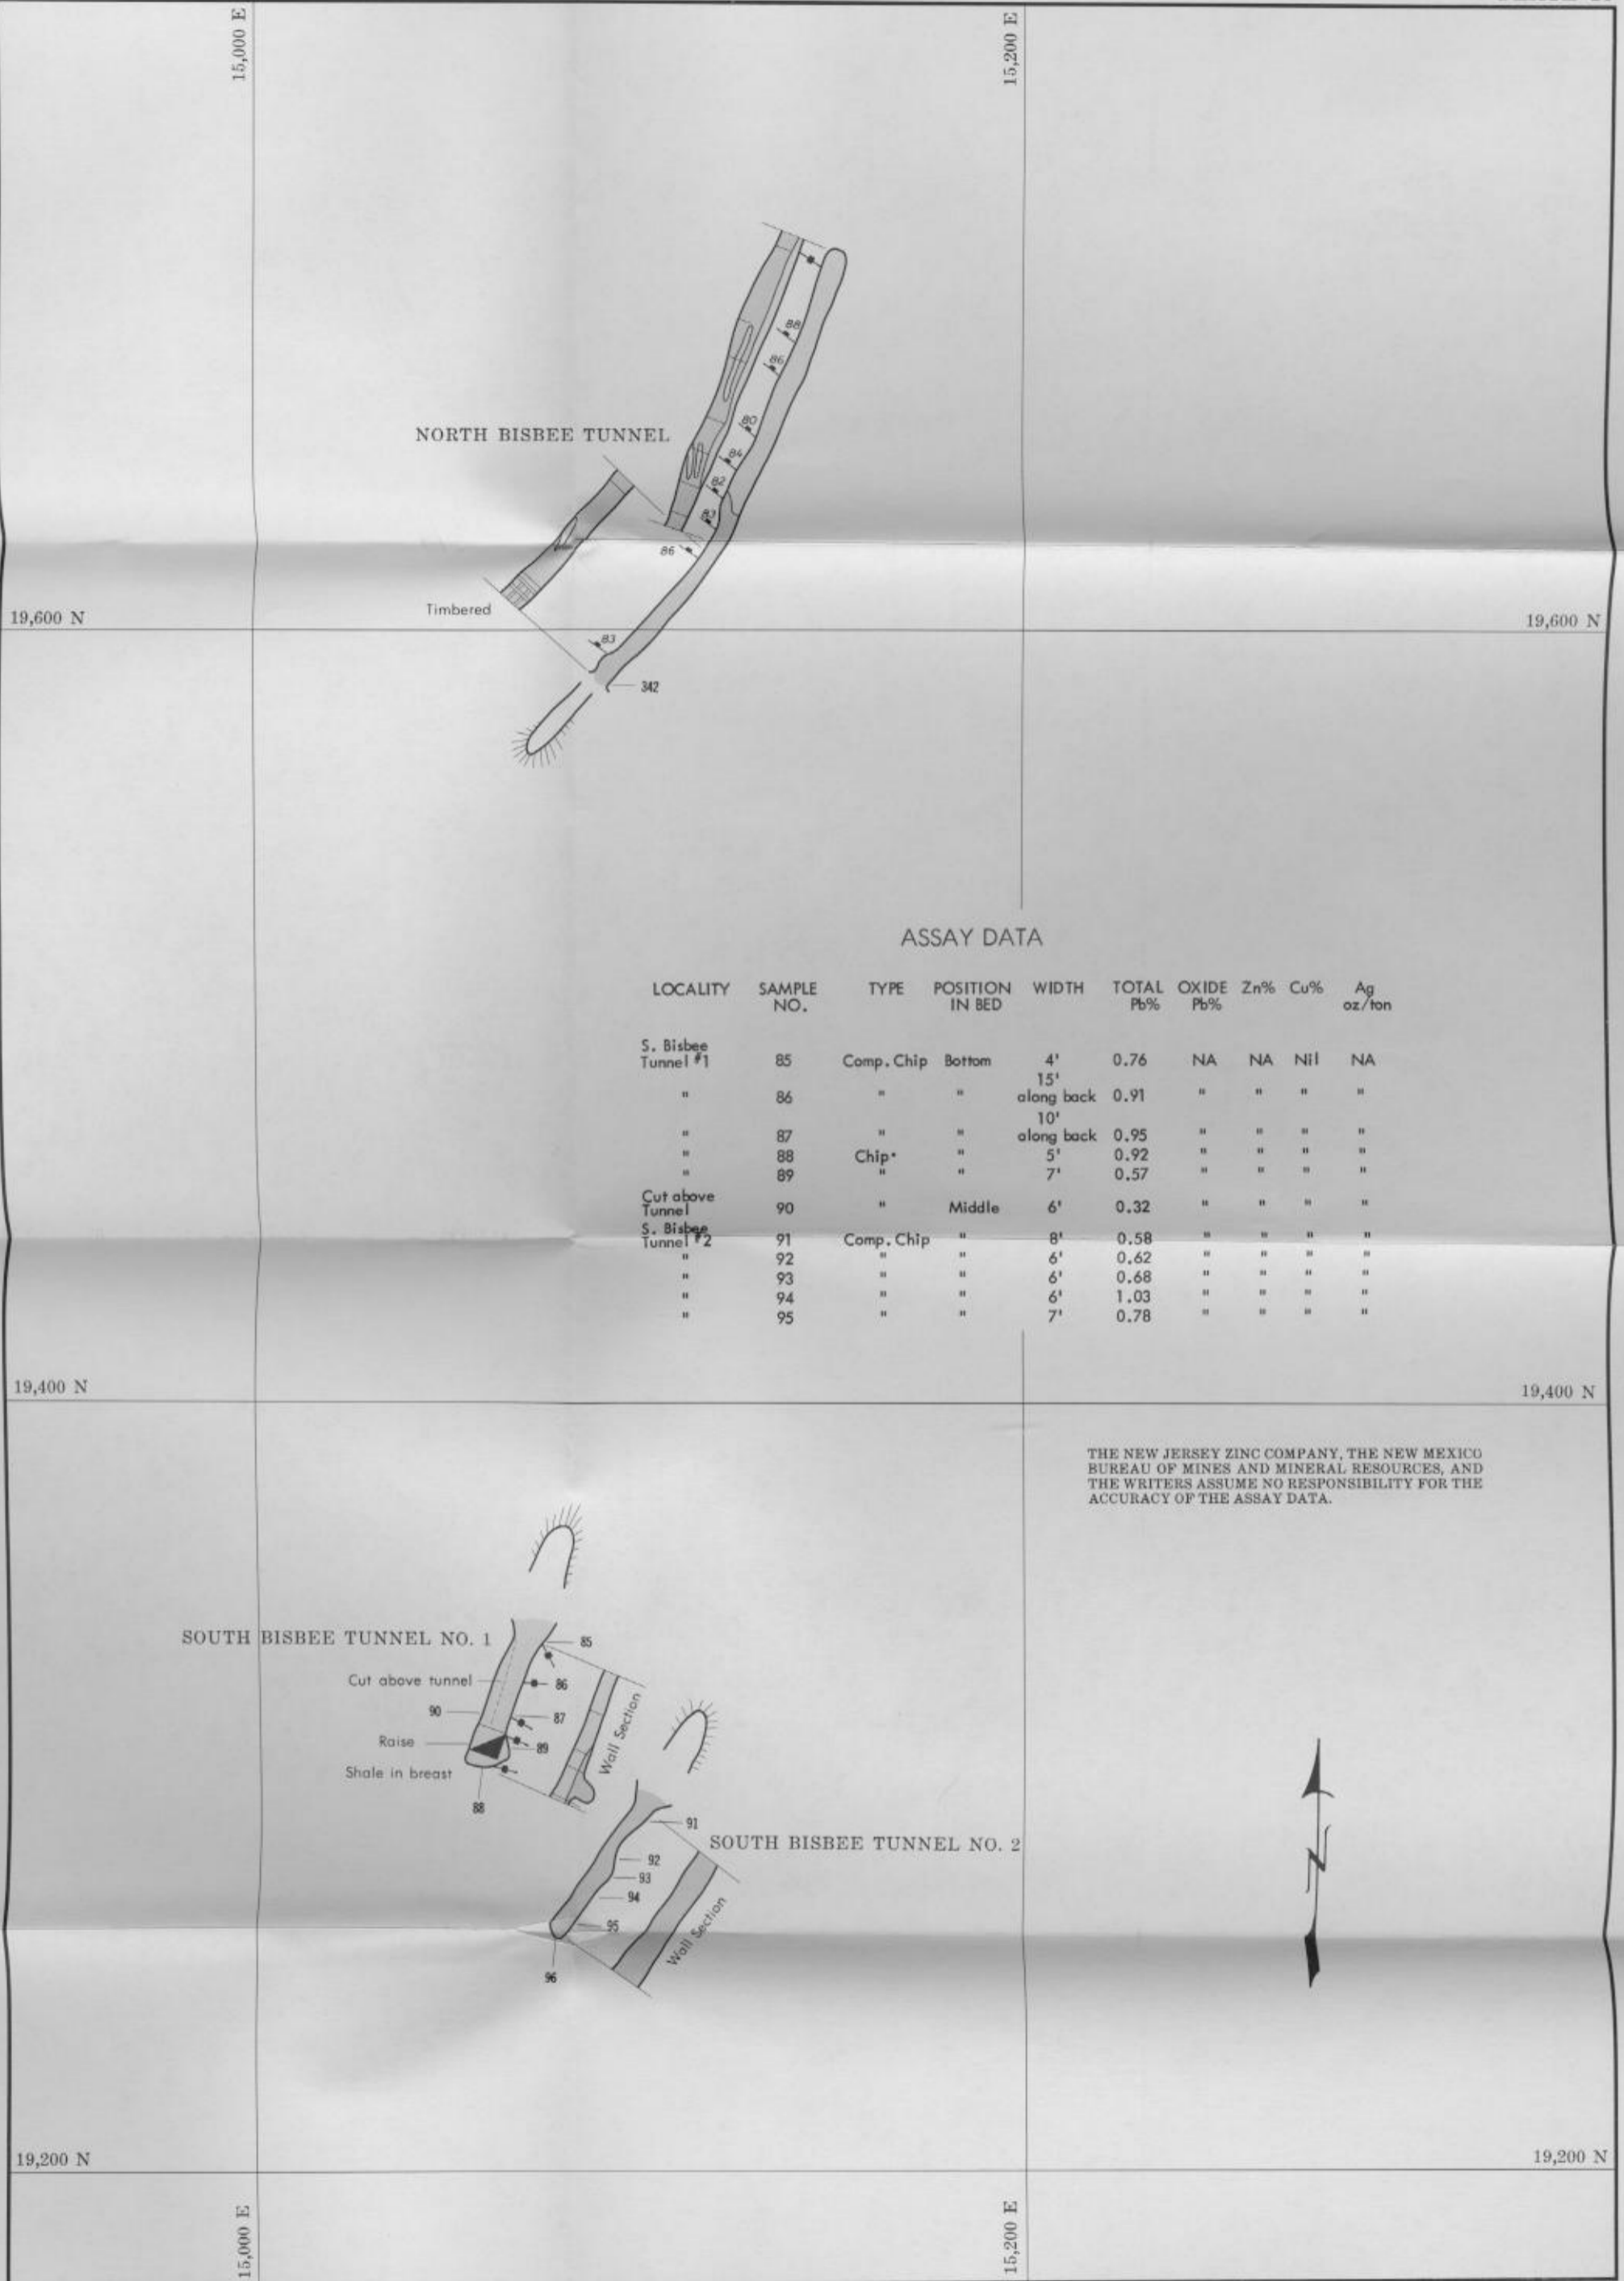 15,000 E
15,200 E
NORTH BISBEE TUNNEL
88
86
80
84
82
83
86
Timbered
19,600 N
19,600 N
83
342
ASSAY DATA
LOCALITY SAMPLE NO. TYPE POSITION IN BED WIDTH TOTAL Pb% OXIDE Pb% Zn% Cu% Ag oz/ton
S. Bisbee
Tunnel #1 85 Comp. Chip Bottom 4' 0.76 NA NA Nil NA
15'
" 86 " " along back 0.91 " " " "
10'
" 87 " " along back 0.95 " " " "
" 88 Chip· " 5' 0.92 " " " "
" 89 " " 7' 0.57 " " " "
Cut above
Tunnel 90 " Middle 6' 0.32 " " " "
S. Bisbee
Tunnel #2 91 Comp. Chip " 8' 0.58 " " " "
" 92 " " 6' 0.62 " " " "
" 93 " " 6' 0.68 " " " "
" 94 " " 6' 1.03 " " " "
" 95 " " 7' 0.78 " " " "
19,400 N
19,400 N
THE NEW JERSEY ZINC COMPANY, THE NEW MEXICO
BUREAU OF MINES AND MINERAL RESOURCES, AND
THE WRITERS ASSUME NO RESPONSIBILITY FOR THE
ACCURACY OF THE ASSAY DATA.
SOUTH BISBEE TUNNEL NO. 1
85
Cut above tunnel
86
90
87
Raise
89
Shale in breast
88
Wall Section
91
SOUTH BISBEE TUNNEL NO. 2
92
93
94
95
Wall Section
96
N
19,200 N
19,200 N
15,000 E
15,200 E